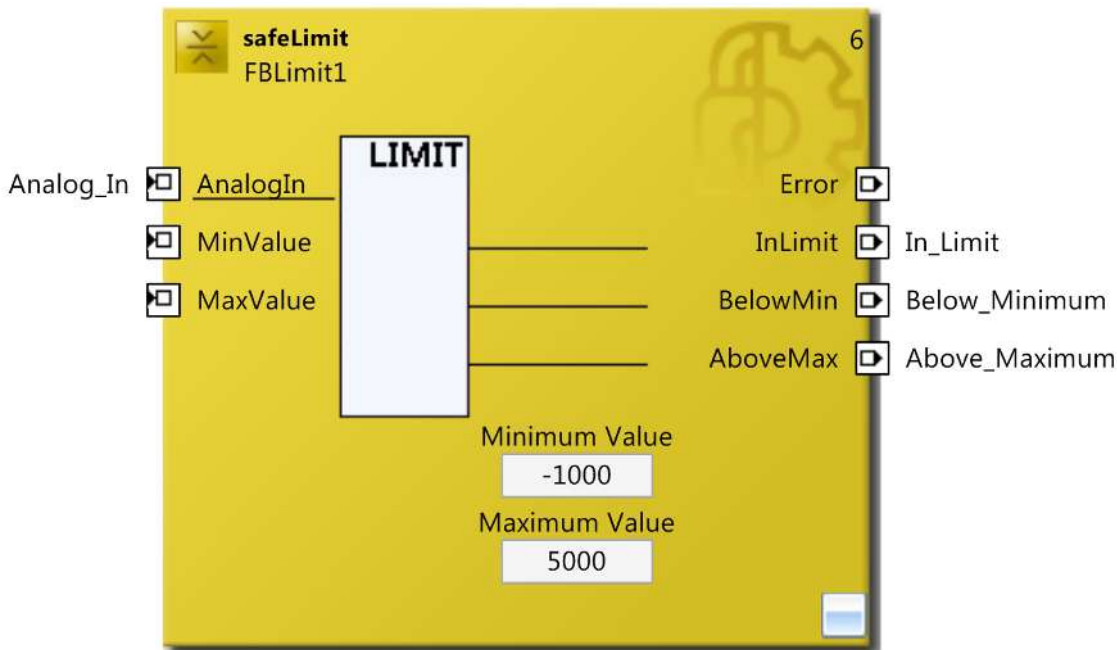 safeLimit 6
FBLimit1
LIMIT
Analog_In AnalogIn Error
MinValue InLimit In_Limit
MaxValue BelowMin Below_Minimum
AboveMax Above_Maximum
Minimum Value
-1000
Maximum Value
5000